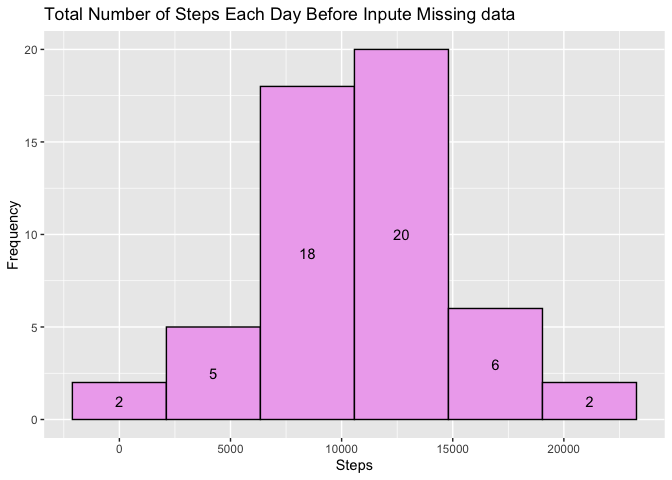 Total Number of Steps Each Day Before Inpute Missing data
20
15
10
5
0
Frequency
2
5
18
20
6
2
0 5000 10000 15000 20000
Steps